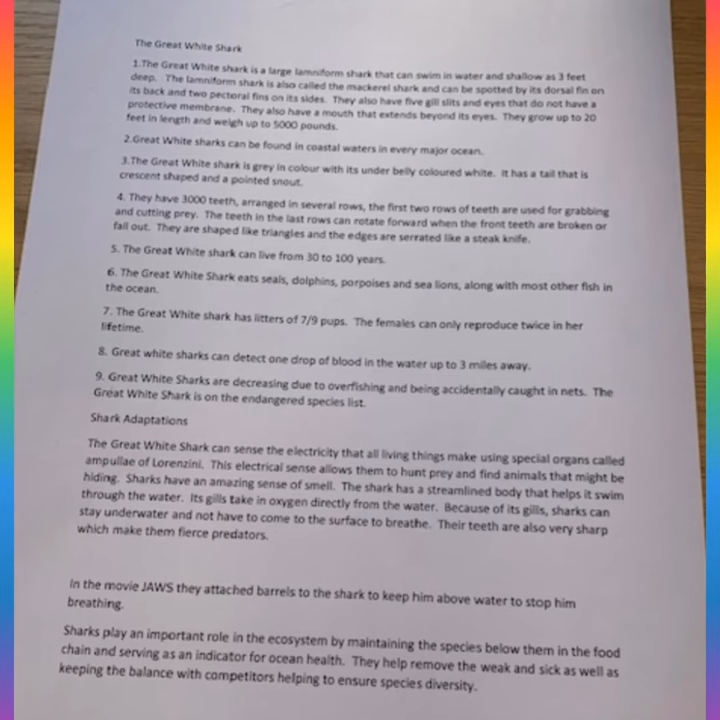 The Great White Shark
1.The Great White shark is a large lamniform shark that can swim in water and shallow as 3 feet
deep. The lamniform shark is also called the mackerel shark and can be spotted by its dorsal fin on
its back and two pectoral fins on its sides. They also have five gill slits and eyes that do not have a
protective membrane. They also have a mouth that extends beyond its eyes. They grow up to 20
feet in length and weigh up to 5000 pounds.
2.Great White sharks can be found in coastal waters in every major ocean.
3.The Great White shark is grey in colour with its under belly coloured white. It has a tail that is
crescent shaped and a pointed snout.
4. They have 3000 teeth, arranged in several rows, the first two rows of teeth are used for grabbing
and cutting prey. The teeth in the last rows can rotate forward when the front teeth are broken or
fall out. They are shaped like triangles and the edges are serrated like a steak knife.
5. The Great White shark can live from 30 to 100 years.
6. The Great White Shark eats seals, dolphins, porpoises and sea lions, along with most other fish in
the ocean.
7. The Great White shark has litters of 7/9 pups. The females can only reproduce twice in her
lifetime.
8. Great white sharks can detect one drop of blood in the water up to 3 miles away.
9. Great White Sharks are decreasing due to overfishing and being accidentally caught in nets. The
Great White Shark is on the endangered species list.
Shark Adaptations
The Great White Shark can sense the electricity that all living things make using special organs called
ampullae of Lorenzini. This electrical sense allows them to hunt prey and find animals that might be
hiding. Sharks have an amazing sense of smell. The shark has a streamlined body that helps it swim
through the water. Its gills take in oxygen directly from the water. Because of its gills, sharks can
stay underwater and not have to come to the surface to breathe. Their teeth are also very sharp
which make them fierce predators.
In the movie JAWS they attached barrels to the shark to keep him above water to stop him
breathing.
Sharks play an important role in the ecosystem by maintaining the species below them in the food
chain and serving as an indicator for ocean health. They help remove the weak and sick as well as
keeping the balance with competitors helping to ensure species diversity.